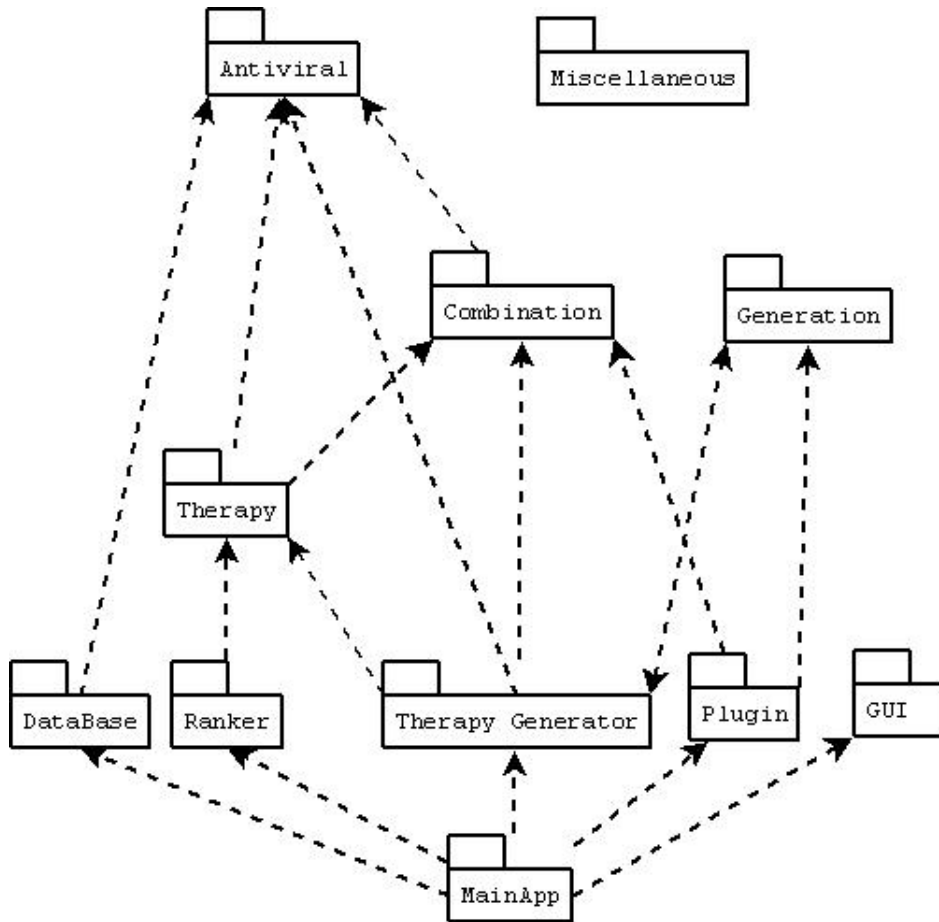 Antiviral
Miscellaneous
Combination
Generation
Therapy
DataBase
Ranker
Therapy Generator
Plugin
GUI
MainApp